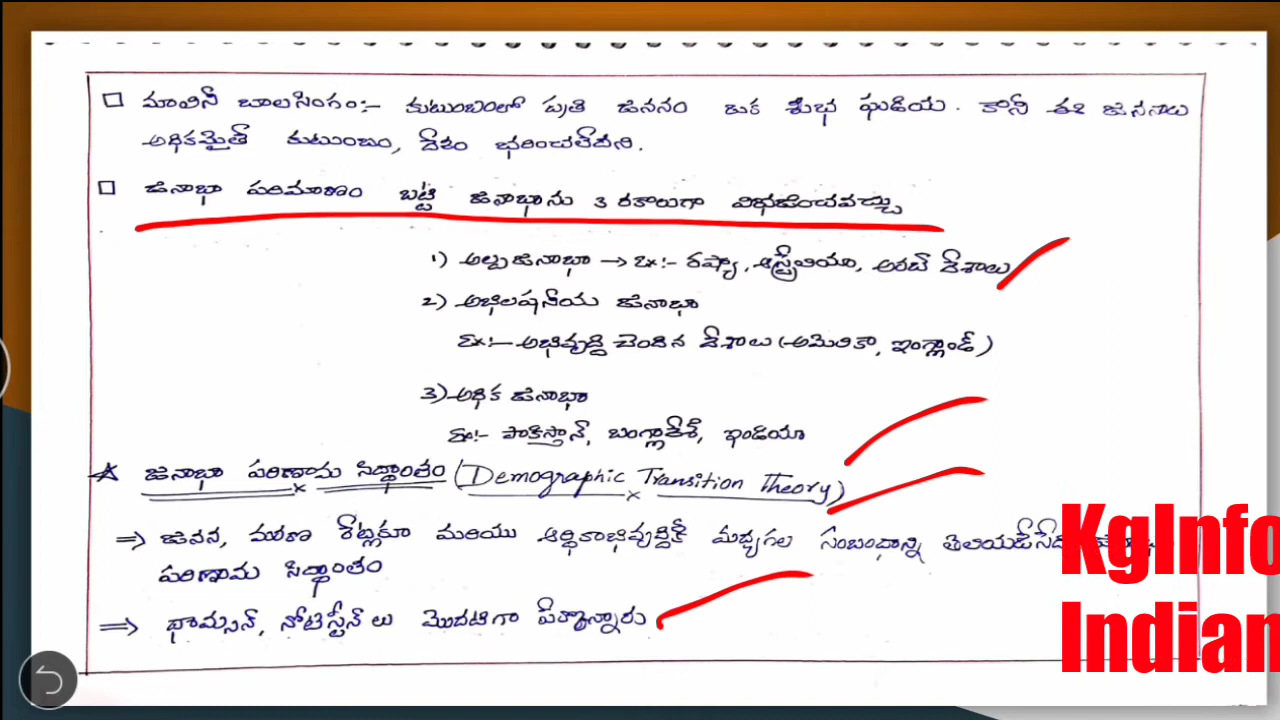 □ మావిని బాలసింగం:- కుటుంబంలో ప్రతి జననం ఒక శుభ ఘడియ. కానీ ఈ జననాలు
అధికమైతే కుటుంబం, దేశం భరించలేవని.
□ జనాభా పరిమాణం బట్టి జనాభాను 3 రకాలుగా విభజించవచ్చు
1) అల్ప జనాభా → Ex:- రష్యా, ఆస్ట్రేలియా, అరబ్ దేశాలు
2) అభిలషణీయ జనాభా
Ex:- అభివృద్ధి చెందిన దేశాలు (అమెరికా, ఇంగ్లాండ్)
3) అధిక జనాభా
Ex:- పాకిస్తాన్, బంగ్లాదేశ్, ఇండియా
★ జనాభా పరిణామ సిద్ధాంతం (Demographic Transition Theory)
⇒ జనన, మరణ రేట్లకూ మరియు ఆర్థికాభివృద్ధికీ మధ్యగల సంబంధాన్ని తెలియజేసేదే
పరిణామ సిద్ధాంతం
⇒ థామ్సన్, నోటిస్టీన్ లు మొదటిగా పేర్కొన్నారు
KgInfo
Indian